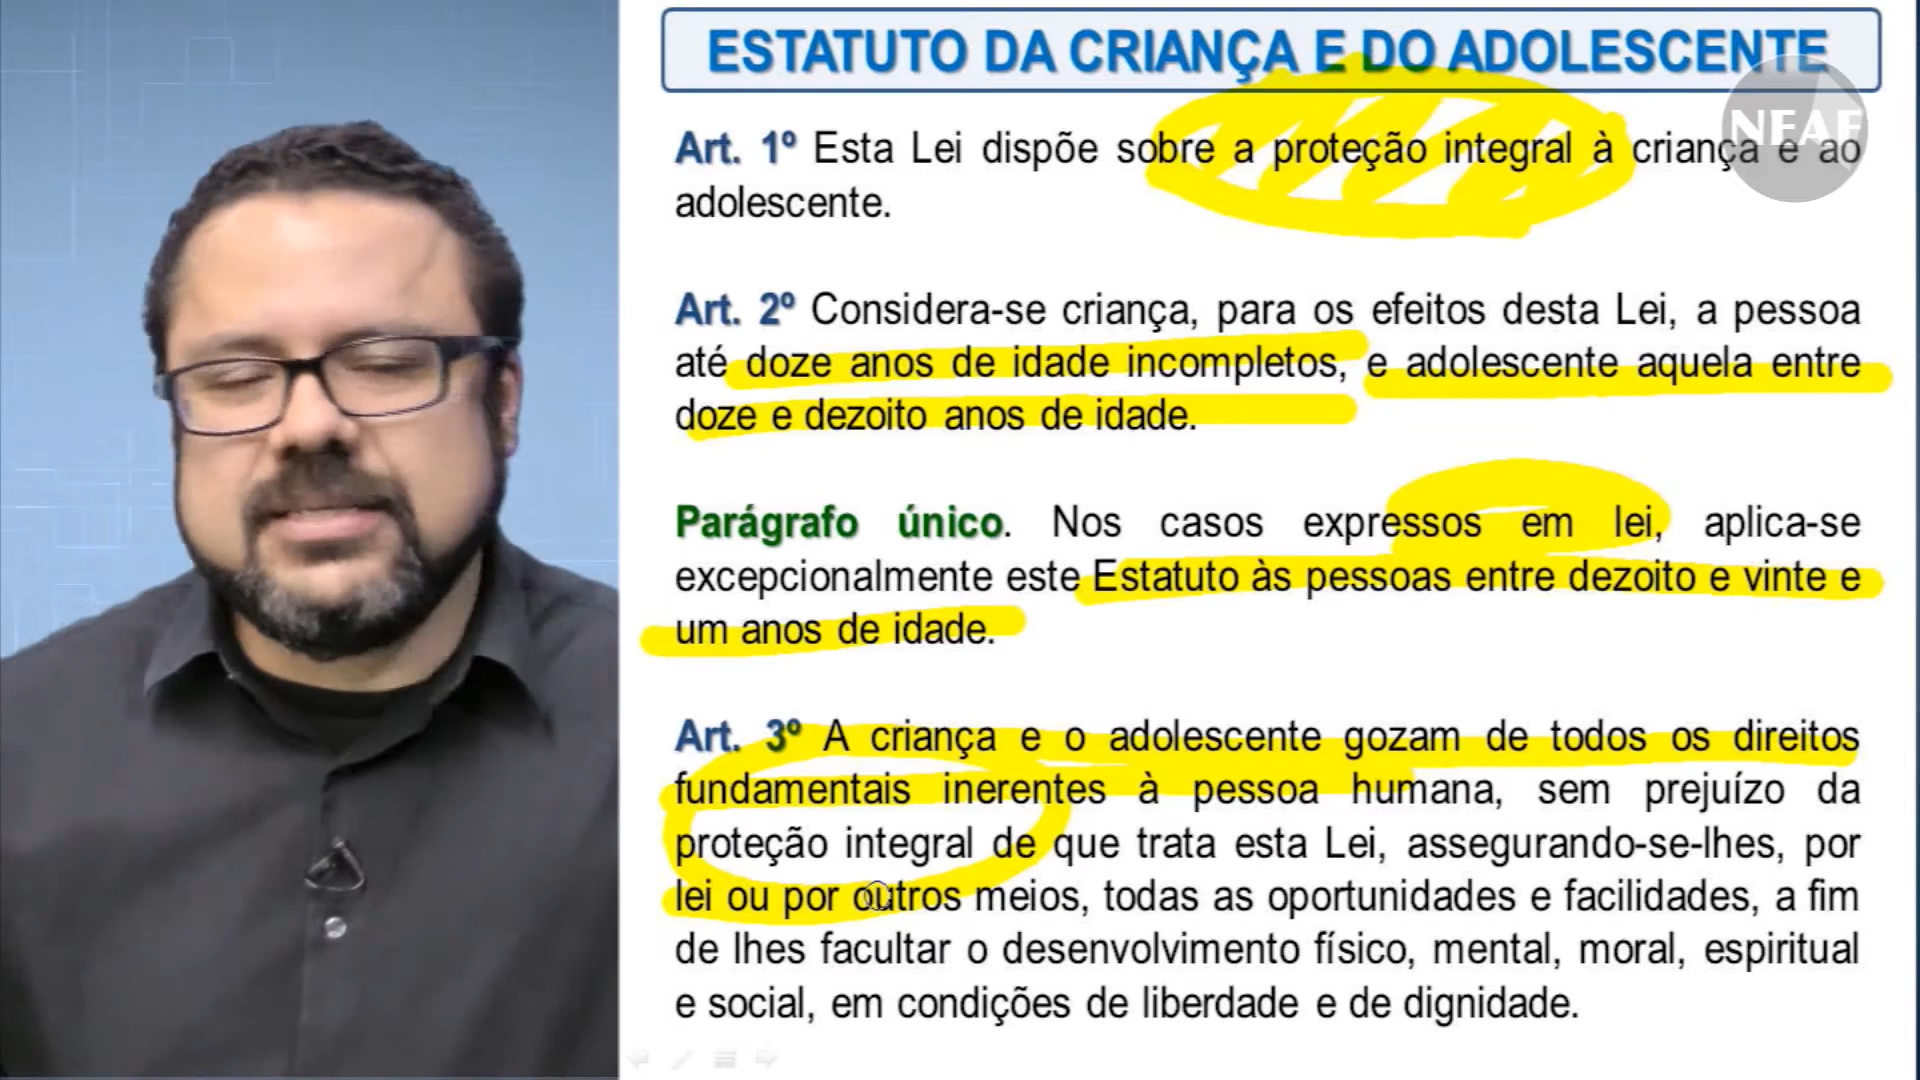 ESTATUTO DA CRIANÇA E DO ADOLESCENTE
NEAF
Art. 1º Esta Lei dispõe sobre a proteção integral à criança e ao
adolescente.
Art. 2º Considera-se criança, para os efeitos desta Lei, a pessoa
até doze anos de idade incompletos, e adolescente aquela entre
doze e dezoito anos de idade.
Parágrafo único. Nos casos expressos em lei, aplica-se
excepcionalmente este Estatuto às pessoas entre dezoito e vinte e
um anos de idade.
Art. 3º A criança e o adolescente gozam de todos os direitos
fundamentais inerentes à pessoa humana, sem prejuízo da
proteção integral de que trata esta Lei, assegurando-se-lhes, por
lei ou por outros meios, todas as oportunidades e facilidades, a fim
de lhes facultar o desenvolvimento físico, mental, moral, espiritual
e social, em condições de liberdade e de dignidade.